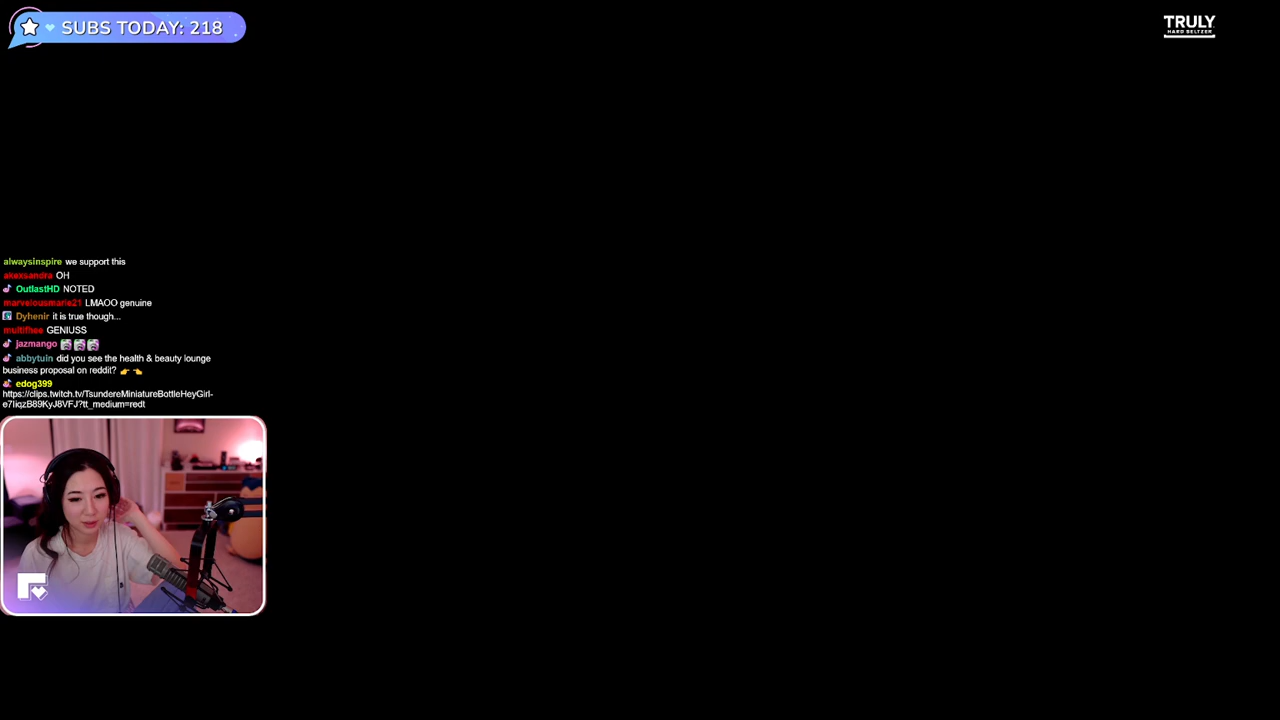 SUBS TODAY: 218
TRULY
HARD SELTZER
alwaysinspire we support this
akexsandra OH
OutlastHD NOTED
marvelousmarie21 LMAOO genuine
Dyhenir it is true though...
multifhae GENIUSS
jazmango
abbytuin did you see the health & beauty lounge
business proposal on reddit? 👉 👈
edog399
https://clips.twitch.tv/TsundereMiniatureBottleHeyGirl-
e7IiqzB89KyJ8VFJ?tt_medium=redt